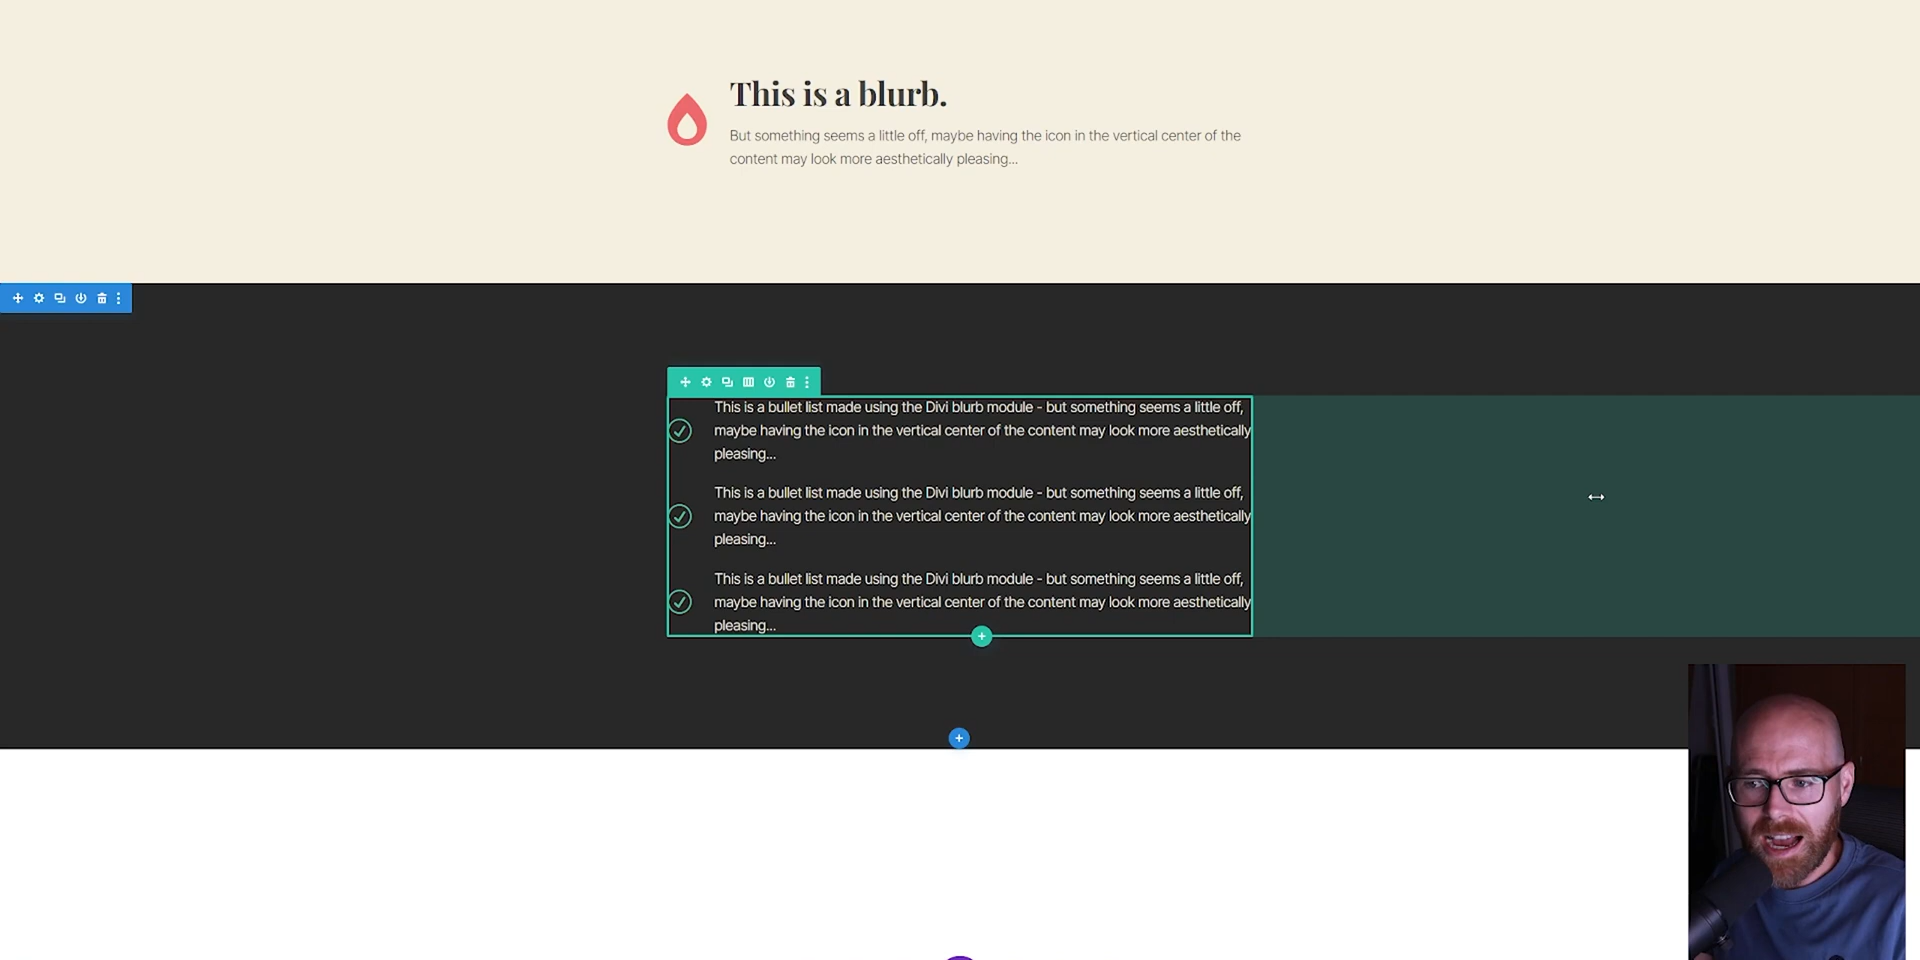 This is a blurb.
But something seems a little off, maybe having the icon in the vertical center of the
content may look more aesthetically pleasing...
This is a bullet list made using the Divi blurb module - but something seems a little off,
maybe having the icon in the vertical center of the content may look more aesthetically
pleasing...
This is a bullet list made using the Divi blurb module - but something seems a little off,
maybe having the icon in the vertical center of the content may look more aesthetically
pleasing...
This is a bullet list made using the Divi blurb module - but something seems a little off,
maybe having the icon in the vertical center of the content may look more aesthetically
pleasing...